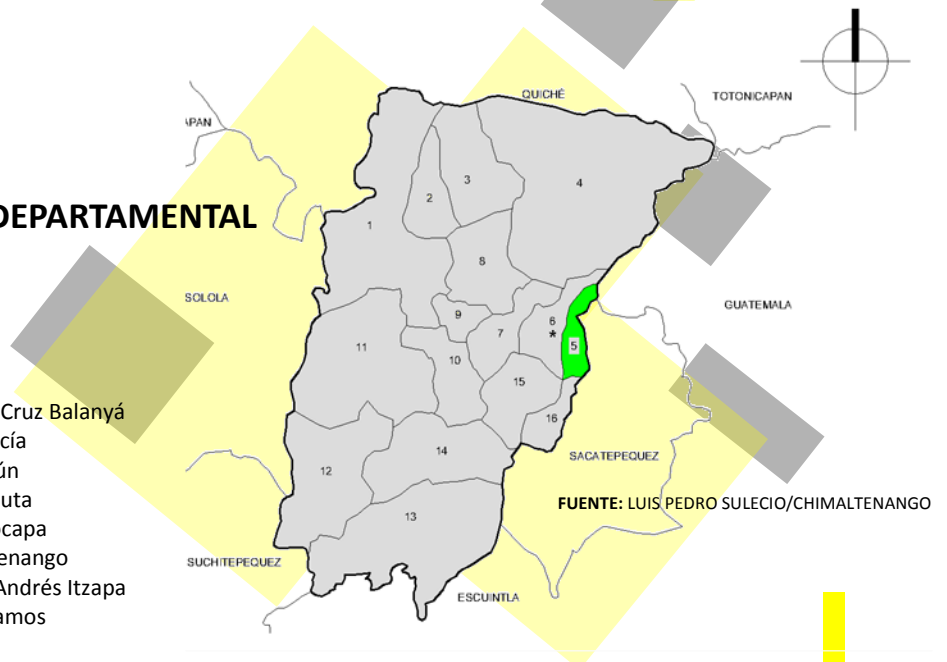 QUICHÉ
TOTONICAPAN
APAN
DEPARTAMENTAL
3
4
2
1
8
SOLOLA
GUATEMALA
9
6
*
7
5
11
10
15
Cruz Balanyá
16
cía
14
SACATEPEQUEZ
ún
12
uta
FUENTE: LUIS PEDRO SULECIO/CHIMALTENANGO
ocapa
13
enango
SUCHITEPEQUEZ
Andrés Itzapa
ESCUINTLA
amos